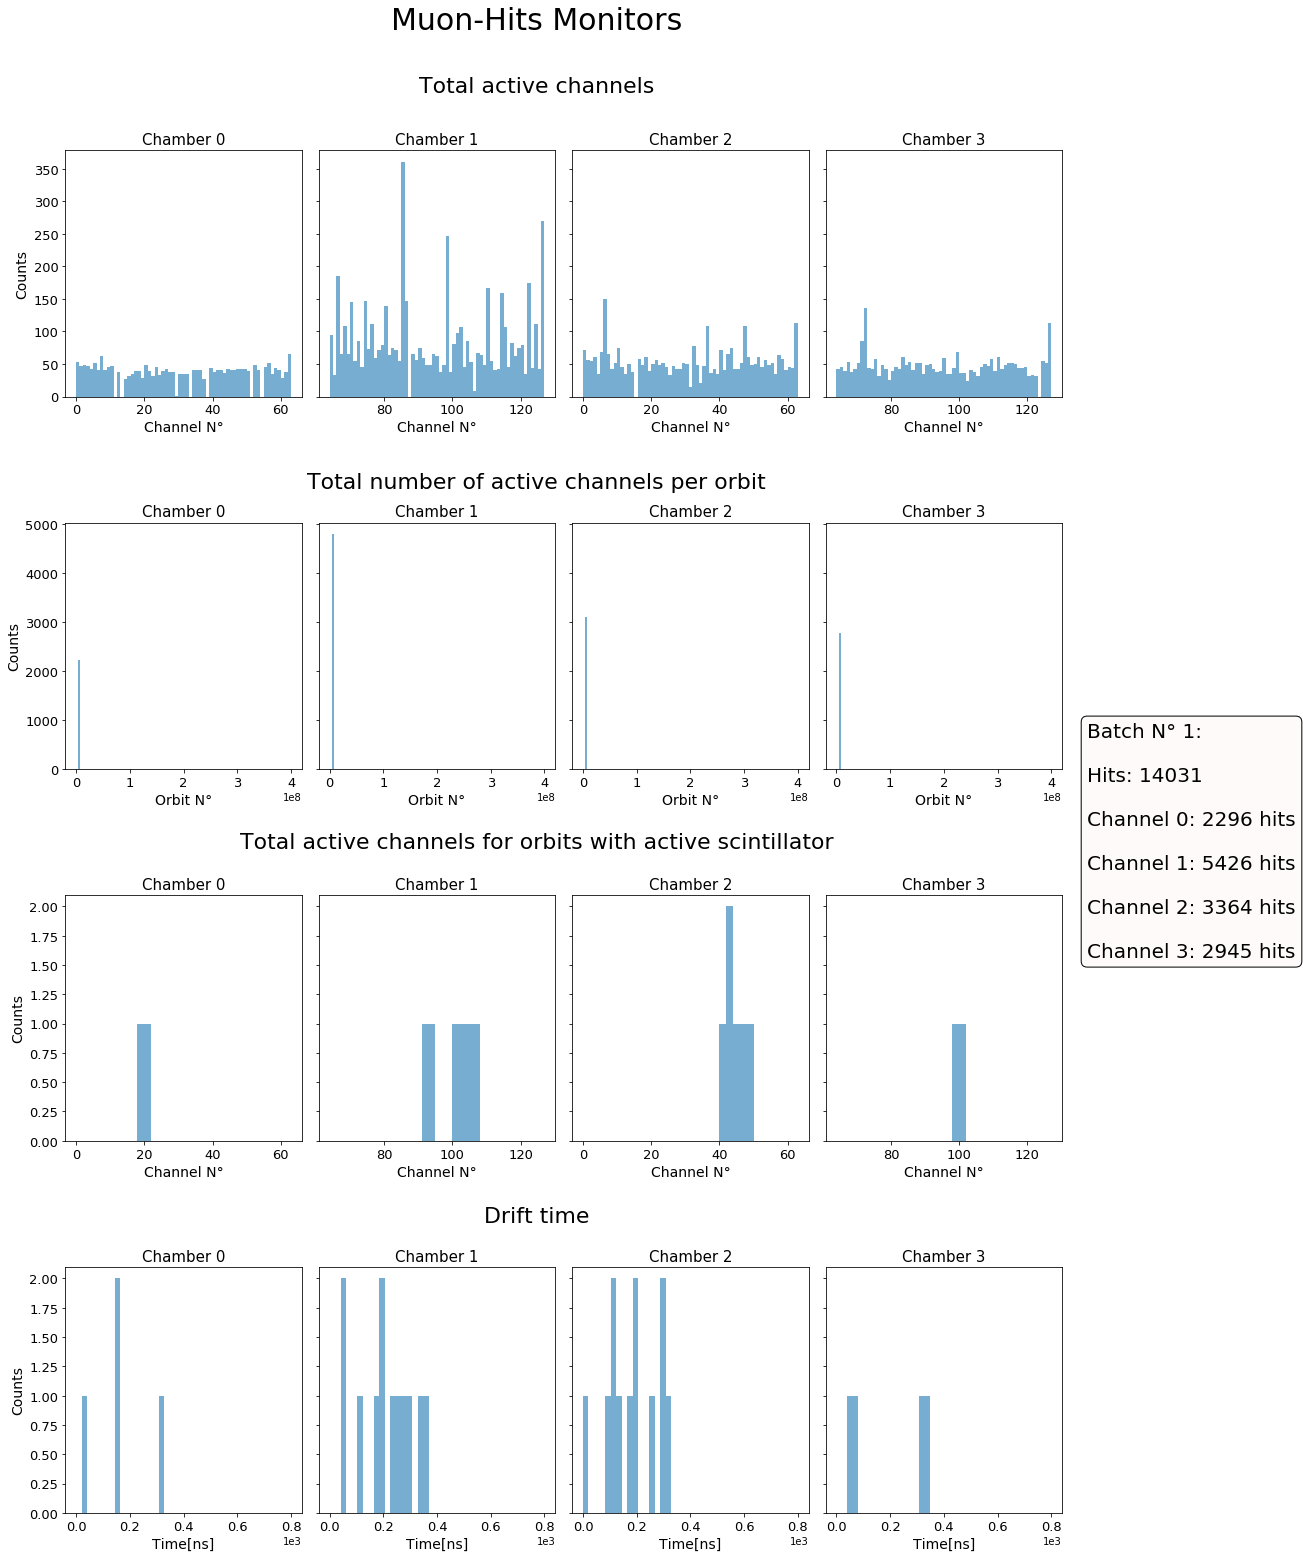 Muon-Hits Monitors
Total active channels
Chamber 0 Chamber 1 Chamber 2 Chamber 3
Counts
350
300
250
200
150
100
50
0
0 20 40 60 80 100 120 0 20 40 60 80 100 120
Channel N° Channel N° Channel N° Channel N°
Total number of active channels per orbit
Chamber 0 Chamber 1 Chamber 2 Chamber 3
Counts
5000
4000
3000
2000
1000
0
0 1 2 3 4 0 1 2 3 4 0 1 2 3 4 0 1 2 3 4
1e8 1e8 1e8 1e8
Orbit N° Orbit N° Orbit N° Orbit N°
Batch N° 1:
Hits: 14031
Channel 0: 2296 hits
Channel 1: 5426 hits
Channel 2: 3364 hits
Channel 3: 2945 hits
Total active channels for orbits with active scintillator
Chamber 0 Chamber 1 Chamber 2 Chamber 3
Counts
2.00
1.75
1.50
1.25
1.00
0.75
0.50
0.25
0.00
0 20 40 60 80 100 120 0 20 40 60 80 100 120
Channel N° Channel N° Channel N° Channel N°
Drift time
Chamber 0 Chamber 1 Chamber 2 Chamber 3
Counts
2.00
1.75
1.50
1.25
1.00
0.75
0.50
0.25
0.00
0.0 0.2 0.4 0.6 0.8 0.0 0.2 0.4 0.6 0.8 0.0 0.2 0.4 0.6 0.8 0.0 0.2 0.4 0.6 0.8
1e3 1e3 1e3 1e3
Time[ns] Time[ns] Time[ns] Time[ns]